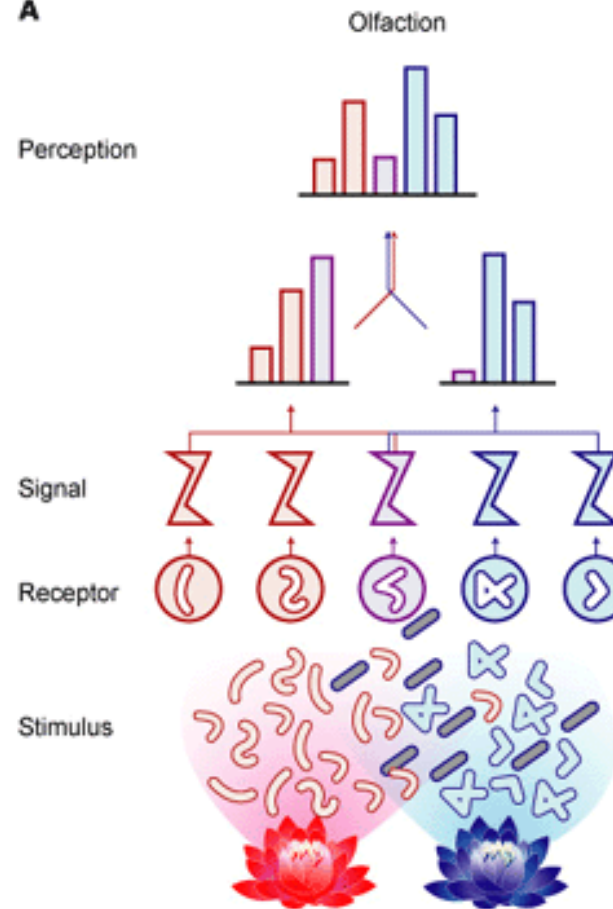 A
Olfaction
Perception
Signal
Receptor
Stimulus